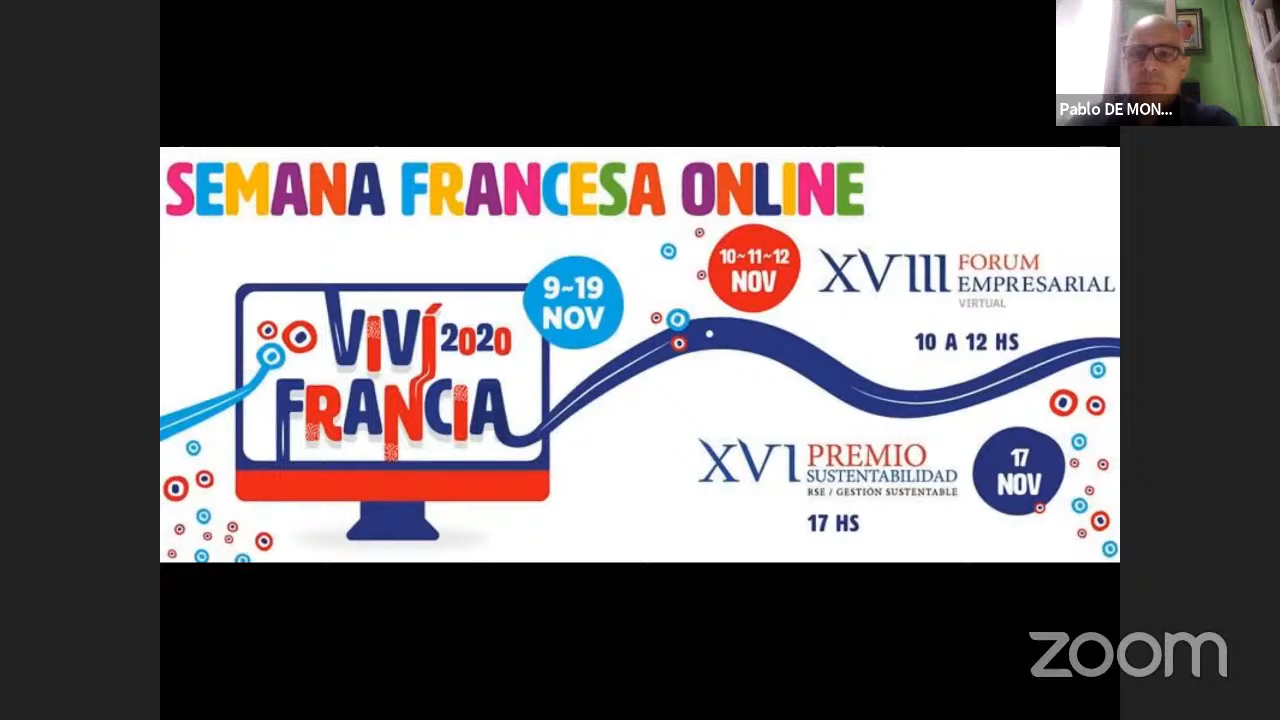 Pablo DE MON...
SEMANA FRANCESA ONLINE
VIVÍ 2020
FRANCIA
9~19
NOV
10~11~12
NOV
XVIII FORUM
EMPRESARIAL
VIRTUAL
10 A 12 HS
XVI PREMIO
SUSTENTABILIDAD
RSE / GESTIÓN SUSTENTABLE
17 HS
17
NOV
zoom